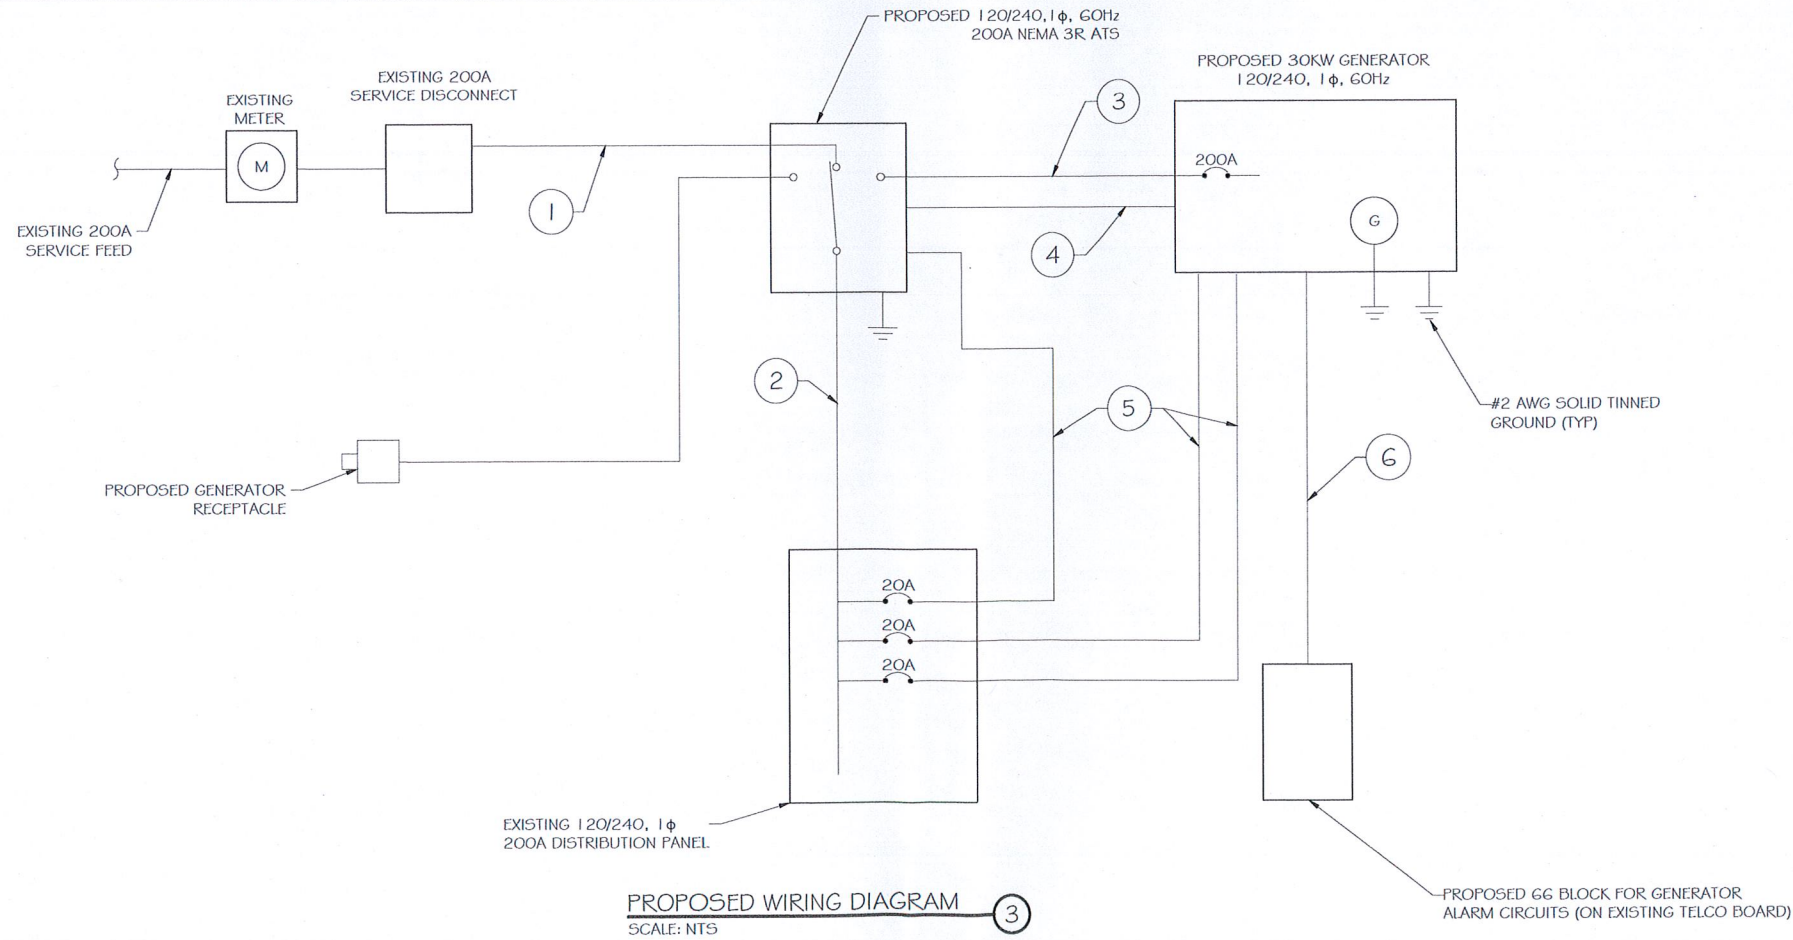 PROPOSED 120/240, 1ϕ, 60Hz
200A NEMA 3R ATS
PROPOSED 30KW GENERATOR
120/240, 1ϕ, 60Hz
EXISTING 200A
SERVICE DISCONNECT
EXISTING
METER
M
3
200A
1
G
EXISTING 200A
SERVICE FEED
4
2
5
#2 AWG SOLID TINNED
GROUND (TYP)
6
PROPOSED GENERATOR
RECEPTACLE
20A
20A
20A
EXISTING 120/240, 1ϕ
200A DISTRIBUTION PANEL
PROPOSED 66 BLOCK FOR GENERATOR
ALARM CIRCUITS (ON EXISTING TELCO BOARD)
PROPOSED WIRING DIAGRAM
3
SCALE: NTS